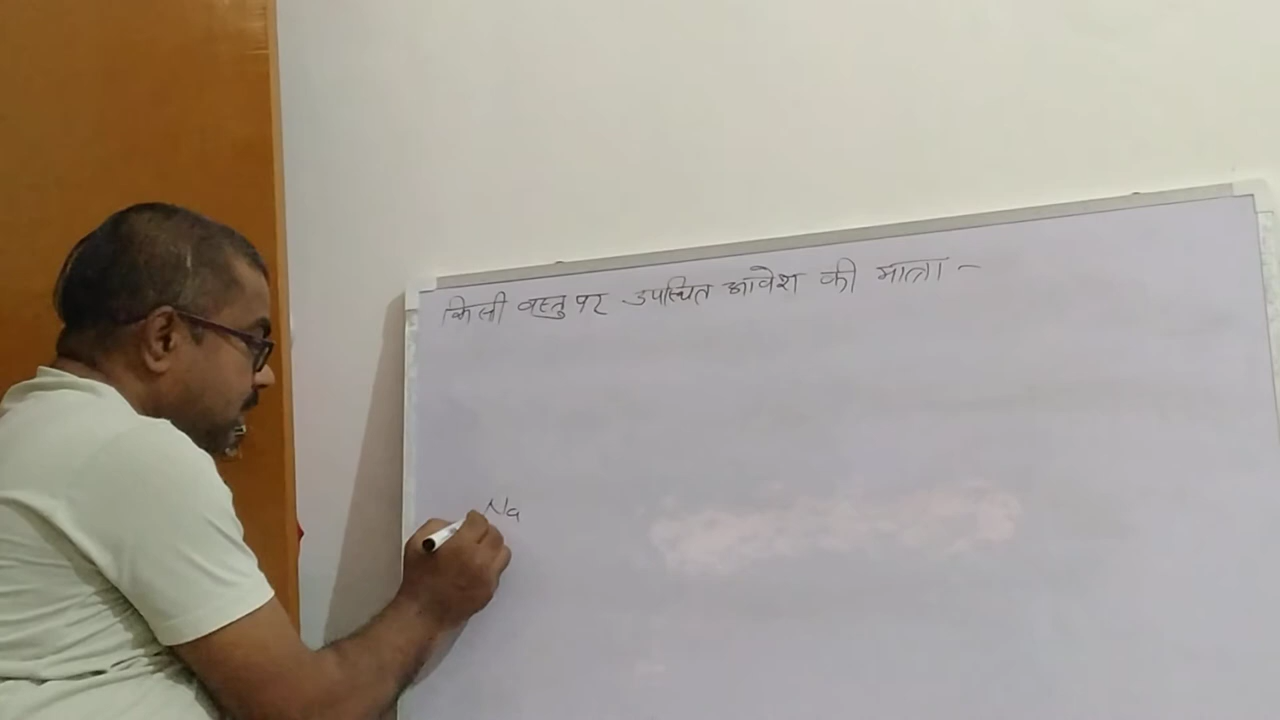 किसी वस्तु पर उपस्थित आवेश की मात्रा -
Na